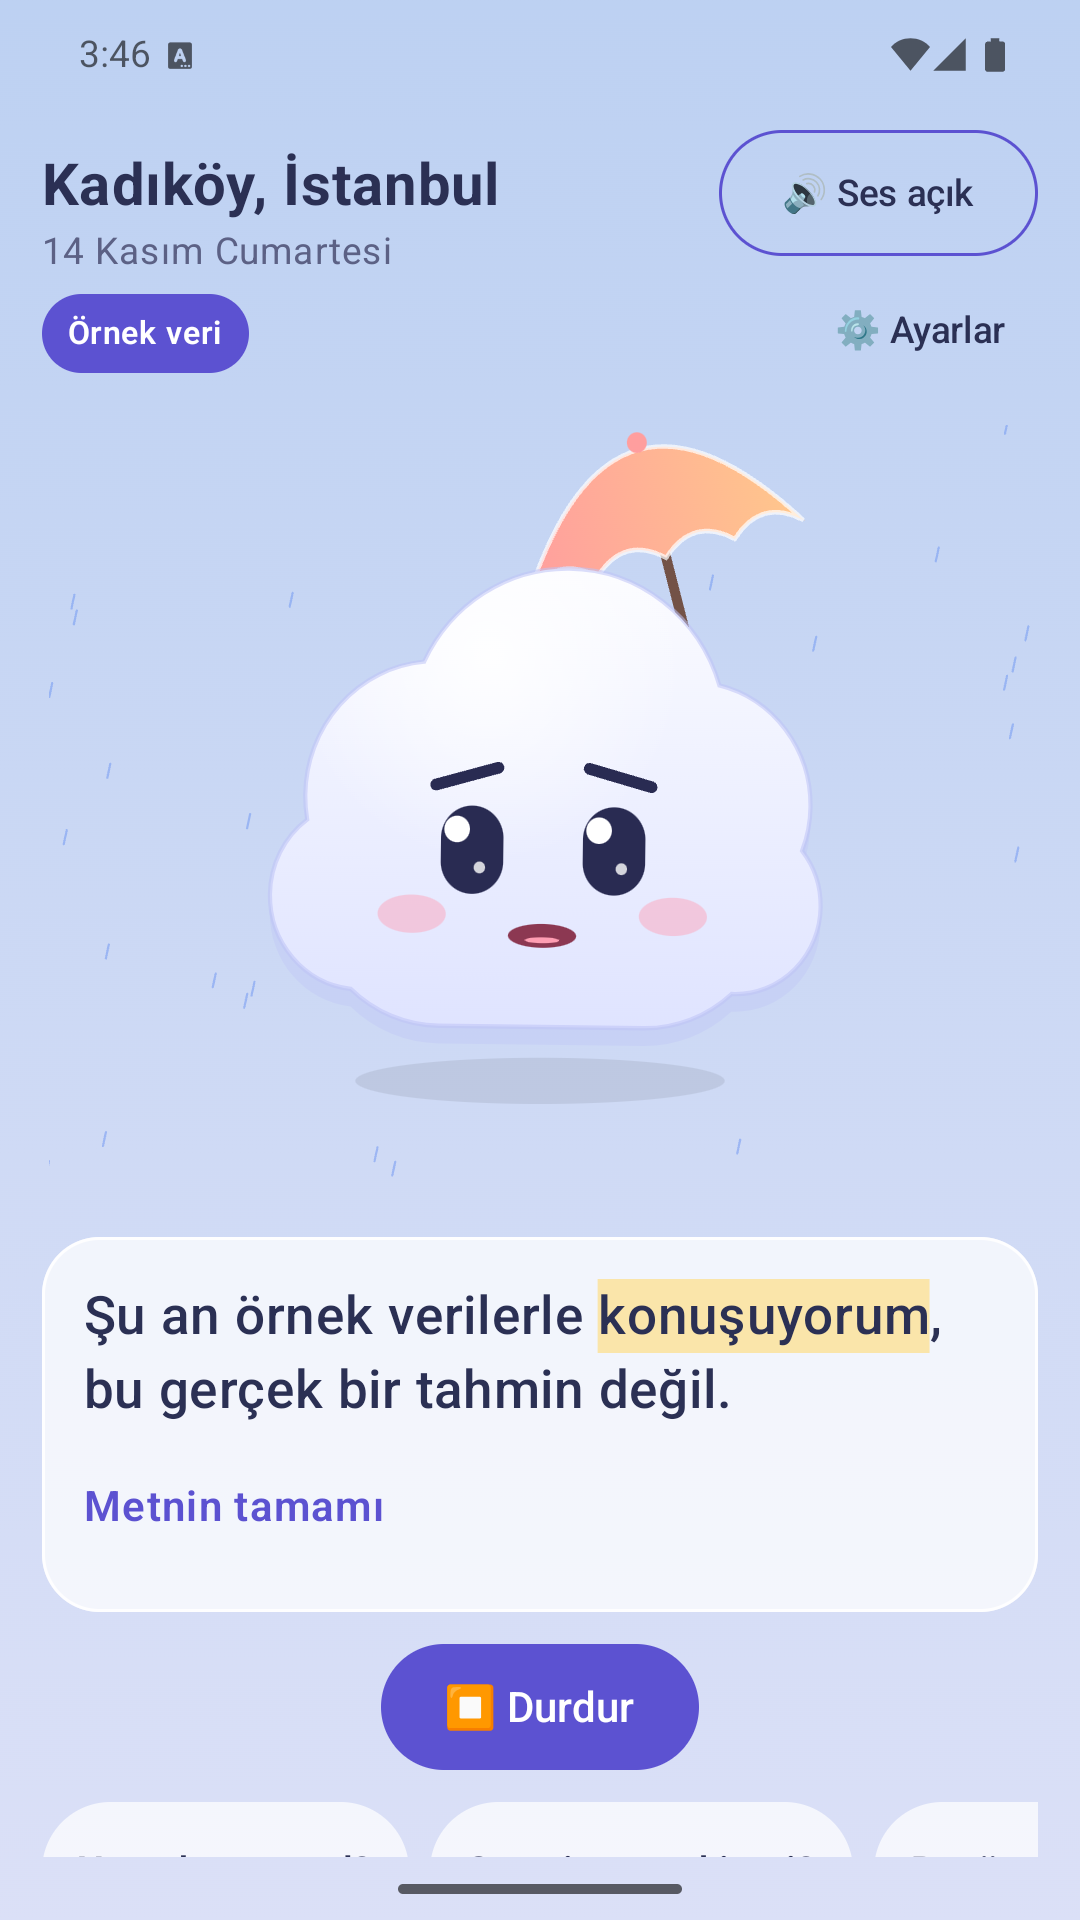 3:46
Kadıköy, İstanbul
14 Kasım Cumartesi
Örnek veri
🔊 Ses açık
⚙️ Ayarlar
Şu an örnek verilerle konuşuyorum,
bu gerçek bir tahmin değil.
Metnin tamamı
⏹️ Durdur